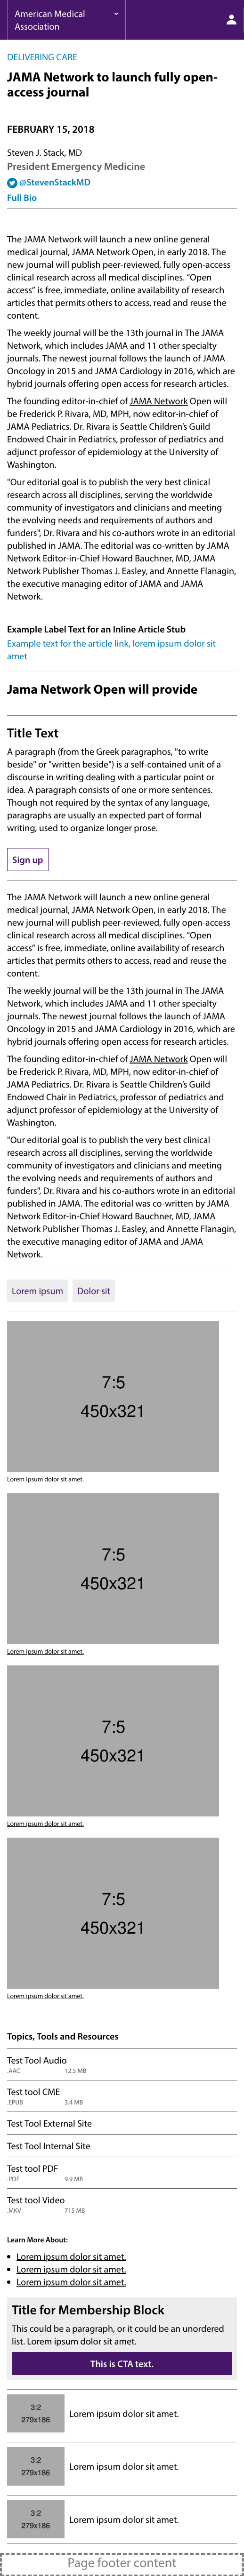 American Medical
Association
DELIVERING CARE
JAMA Network to launch fully open-
access journal
FEBRUARY 15, 2018
Steven J. Stack, MD
President Emergency Medicine
@StevenStackMD
Full Bio
The JAMA Network will launch a new online general
medical journal, JAMA Network Open, in early 2018. The
new journal will publish peer-reviewed, fully open-access
clinical research across all medical disciplines. "Open
access" is free, immediate, online availability of research
articles that permits others to access, read and reuse the
content.
The weekly journal will be the 13th journal in The JAMA
Network, which includes JAMA and 11 other specialty
journals. The newest journal follows the launch of JAMA
Oncology in 2015 and JAMA Cardiology in 2016, which are
hybrid journals offering open access for research articles.
The founding editor-in-chief of JAMA Network Open will
be Frederick P. Rivara, MD, MPH, now editor-in-chief of
JAMA Pediatrics. Dr. Rivara is Seattle Children's Guild
Endowed Chair in Pediatrics, professor of pediatrics and
adjunct professor of epidemiology at the University of
Washington.
"Our editorial goal is to publish the very best clinical
research across all disciplines, serving the worldwide
community of investigators and clinicians and meeting
the evolving needs and requirements of authors and
funders", Dr. Rivara and his co-authors wrote in an editorial
published in JAMA. The editorial was co-written by JAMA
Network Editor-in-Chief Howard Bauchner, MD, JAMA
Network Publisher Thomas J. Easley, and Annette Flanagin,
the executive managing editor of JAMA and JAMA
Network.
Example Label Text for an Inline Article Stub
Example text for the article link, lorem ipsum dolor sit
amet
Jama Network Open will provide
Title Text
A paragraph (from the Greek paragraphos, "to write
beside" or "written beside") is a self-contained unit of a
discourse in writing dealing with a particular point or
idea. A paragraph consists of one or more sentences.
Though not required by the syntax of any language,
paragraphs are usually an expected part of formal
writing, used to organize longer prose.
Sign up
The JAMA Network will launch a new online general
medical journal, JAMA Network Open, in early 2018. The
new journal will publish peer-reviewed, fully open-access
clinical research across all medical disciplines. "Open
access" is free, immediate, online availability of research
articles that permits others to access, read and reuse the
content.
The weekly journal will be the 13th journal in The JAMA
Network, which includes JAMA and 11 other specialty
journals. The newest journal follows the launch of JAMA
Oncology in 2015 and JAMA Cardiology in 2016, which are
hybrid journals offering open access for research articles.
The founding editor-in-chief of JAMA Network Open will
be Frederick P. Rivara, MD, MPH, now editor-in-chief of
JAMA Pediatrics. Dr. Rivara is Seattle Children's Guild
Endowed Chair in Pediatrics, professor of pediatrics and
adjunct professor of epidemiology at the University of
Washington.
"Our editorial goal is to publish the very best clinical
research across all disciplines, serving the worldwide
community of investigators and clinicians and meeting
the evolving needs and requirements of authors and
funders", Dr. Rivara and his co-authors wrote in an editorial
published in JAMA. The editorial was co-written by JAMA
Network Editor-in-Chief Howard Bauchner, MD, JAMA
Network Publisher Thomas J. Easley, and Annette Flanagin,
the executive managing editor of JAMA and JAMA
Network.
Lorem ipsum Dolor sit
7:5
450x321
Lorem ipsum dolor sit amet.
7:5
450x321
Lorem ipsum dolor sit amet.
7:5
450x321
Lorem ipsum dolor sit amet.
7:5
450x321
Lorem ipsum dolor sit amet.
Topics, Tools and Resources
Test Tool Audio
.AAC 12.5 MB
Test tool CME
.EPUB 3.4 MB
Test Tool External Site
Test Tool Internal Site
Test tool PDF
.PDF 9.9 MB
Test tool Video
.MKV 715 MB
Learn More About:
Lorem ipsum dolor sit amet.
Lorem ipsum dolor sit amet.
Lorem ipsum dolor sit amet.
Title for Membership Block
This could be a paragraph, or it could be an unordered
list. Lorem ipsum dolor sit amet.
This is CTA text.
3:2
279x186
Lorem ipsum dolor sit amet.
3:2
279x186
Lorem ipsum dolor sit amet.
3:2
279x186
Lorem ipsum dolor sit amet.
Page footer content